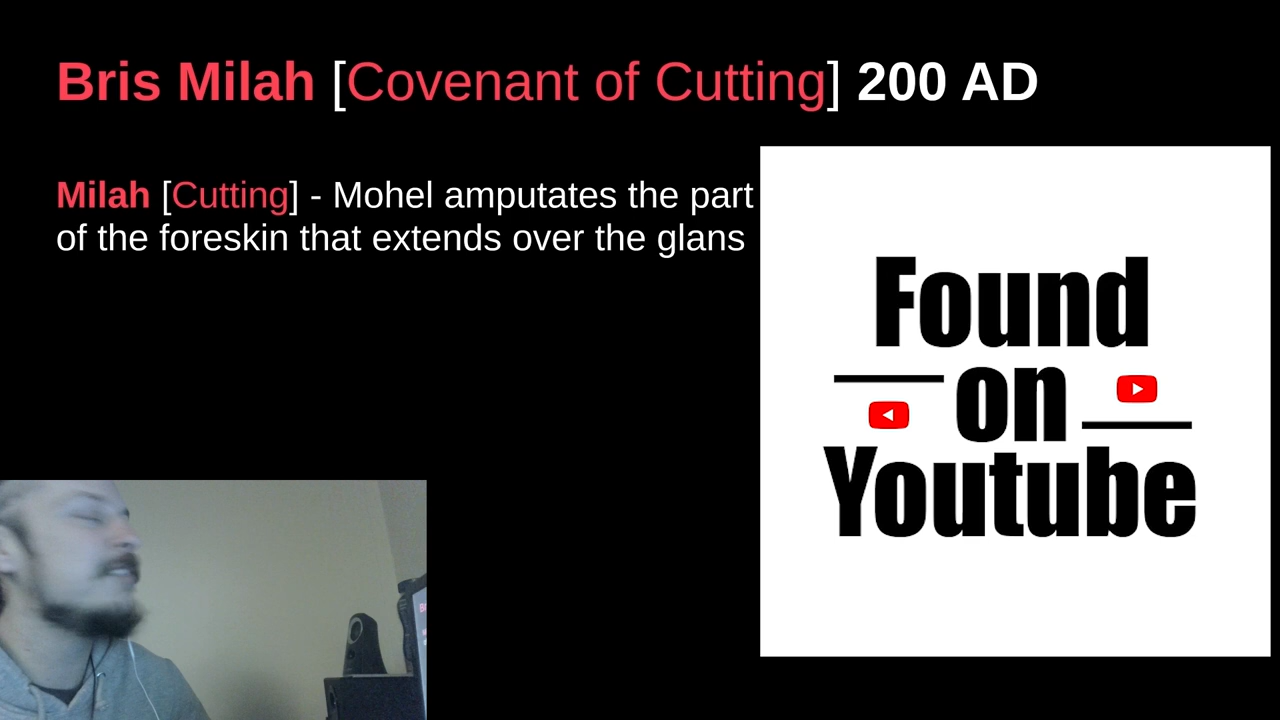 Bris Milah [Covenant of Cutting] 200 AD
Milah [Cutting] - Mohel amputates the part
of the foreskin that extends over the glans
Found
on
Youtube